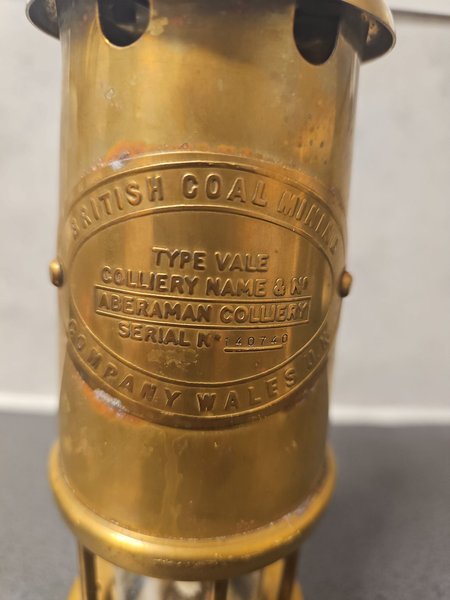 BRITISH COAL MINING
TYPE VALE
COLLIERY NAME & No
ABERAMAN COLLIERY
SERIAL No 140740
COMPANY WALES U.K